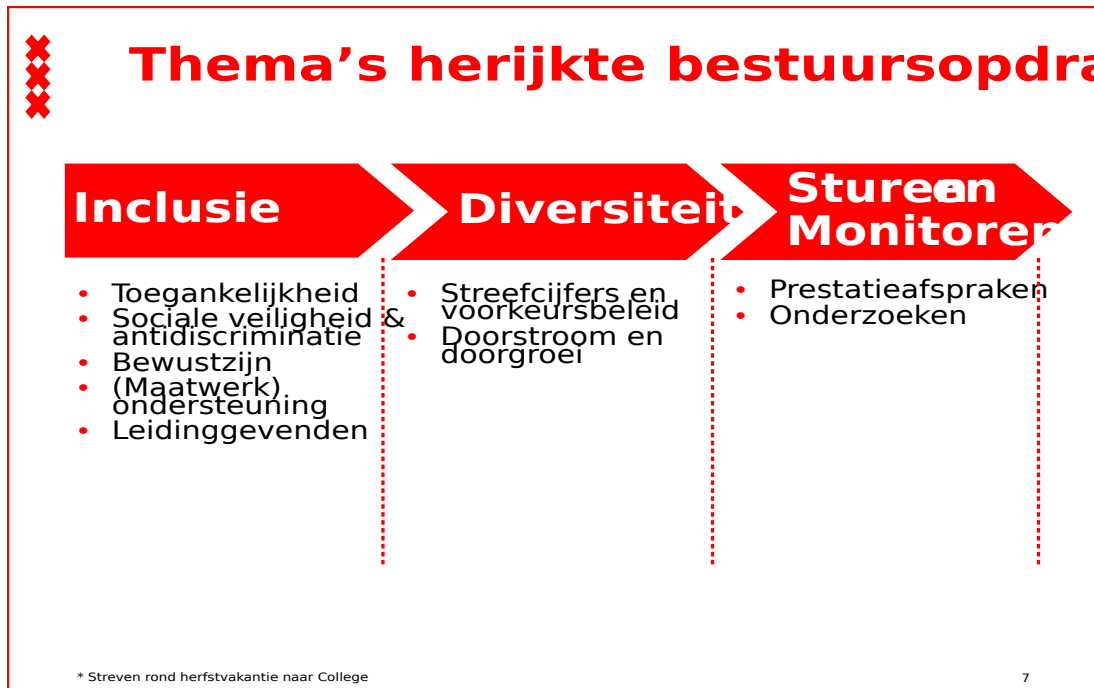 Thema’s herijkte bestuursopdra
Inclusie
Diversiteit
Sturen en
Monitoren
• Toegankelijkheid
• Sociale veiligheid &
antidiscriminatie
• Bewustzijn
• (Maatwerk)
ondersteuning
• Leidinggevenden
• Streefcijfers en
voorkeursbeleid
• Doorstroom en
doorgroei
• Prestatieafspraken
• Onderzoeken
* Streven rond herfstvakantie naar College
7